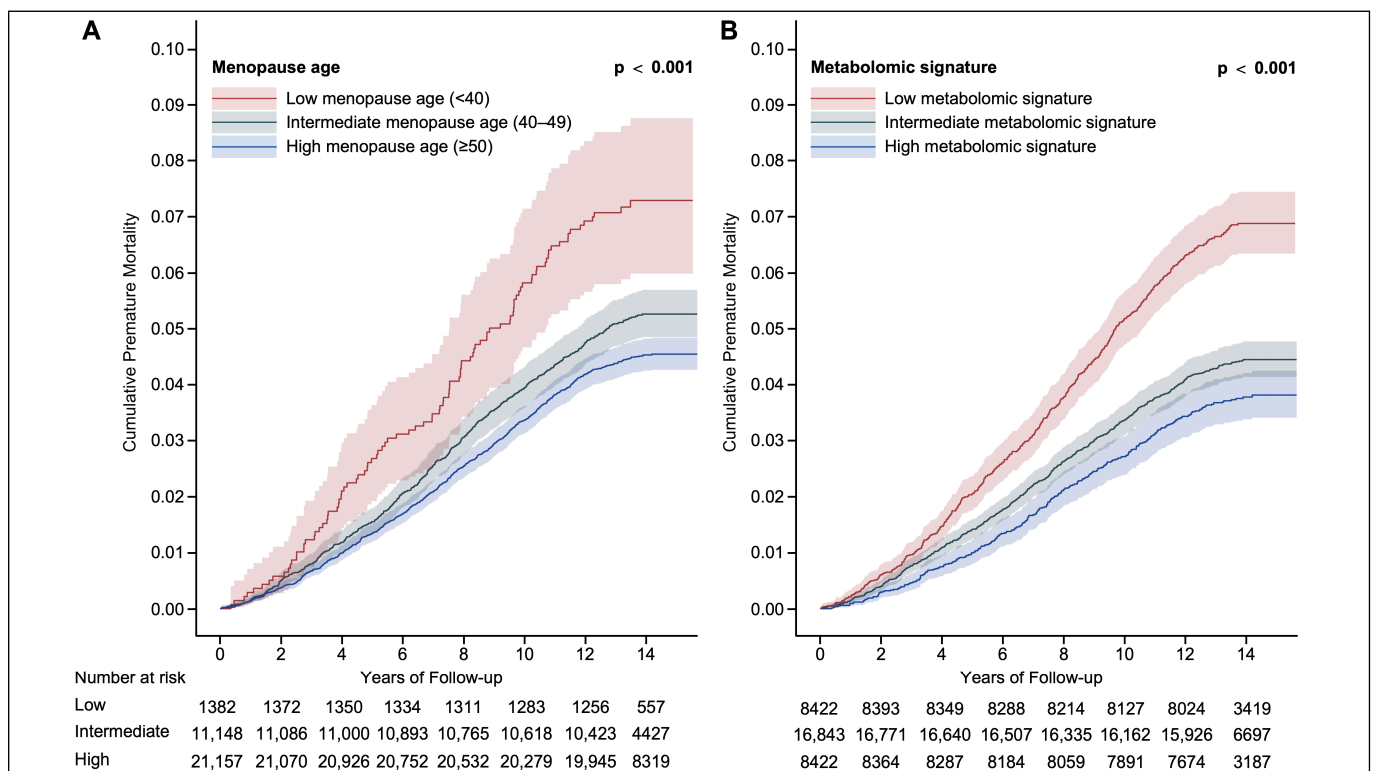 A
Menopause age
p < 0.001
Low menopause age (<40)
Intermediate menopause age (40–49)
High menopause age (≥50)
0.10
0.09
0.08
0.07
0.06
0.05
0.04
0.03
0.02
0.01
0.00
Cumulative Premature Mortality
0 2 4 6 8 10 12 14
Years of Follow-up
B
Metabolomic signature
p < 0.001
Low metabolomic signature
Intermediate metabolomic signature
High metabolomic signature
0.10
0.09
0.08
0.07
0.06
0.05
0.04
0.03
0.02
0.01
0.00
Cumulative Premature Mortality
0 2 4 6 8 10 12 14
Years of Follow-up
Number at risk
Low 1382 1372 1350 1334 1311 1283 1256 557 8422 8393 8349 8288 8214 8127 8024 3419
Intermediate 11,148 11,086 11,000 10,893 10,765 10,618 10,423 4427 16,843 16,771 16,640 16,507 16,335 16,162 15,926 6697
High 21,157 21,070 20,926 20,752 20,532 20,279 19,945 8319 8422 8364 8287 8184 8059 7891 7674 3187